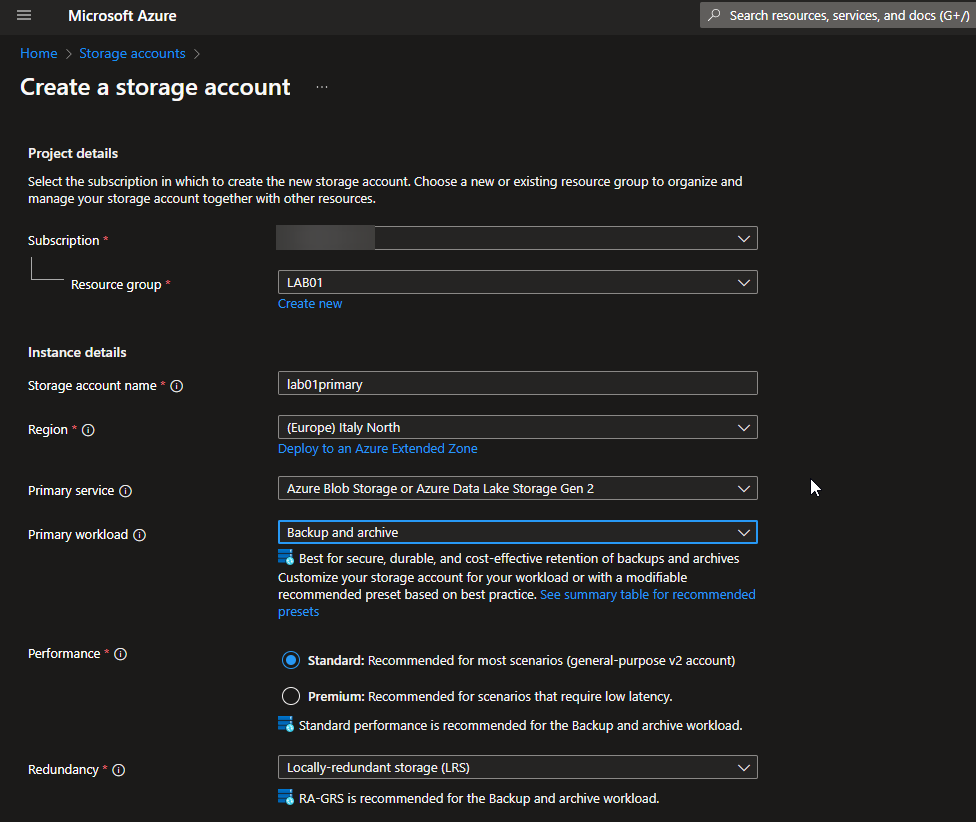 Microsoft Azure
Search resources, services, and docs (G+/)
Home > Storage accounts >
Create a storage account ...
Project details
Select the subscription in which to create the new storage account. Choose a new or existing resource group to organize and
manage your storage account together with other resources.
Subscription *
Resource group *
LAB01
Create new
Instance details
Storage account name *
lab01primary
Region *
(Europe) Italy North
Deploy to an Azure Extended Zone
Primary service
Azure Blob Storage or Azure Data Lake Storage Gen 2
Primary workload
Backup and archive
Best for secure, durable, and cost-effective retention of backups and archives
Customize your storage account for your workload or with a modifiable
recommended preset based on best practice. See summary table for recommended
presets
Performance *
Standard: Recommended for most scenarios (general-purpose v2 account)
Premium: Recommended for scenarios that require low latency.
Standard performance is recommended for the Backup and archive workload.
Redundancy *
Locally-redundant storage (LRS)
RA-GRS is recommended for the Backup and archive workload.